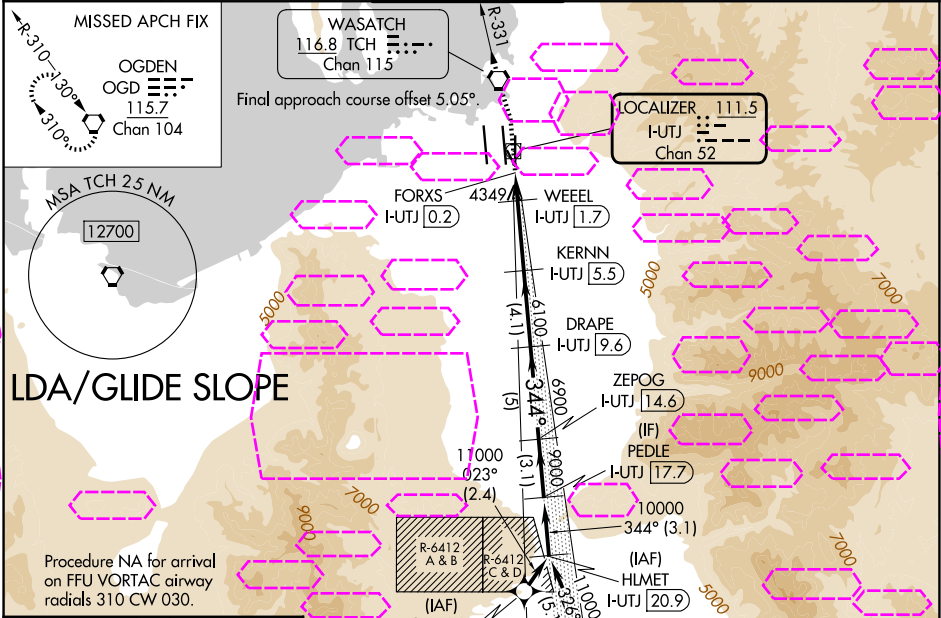 MISSED APCH FIX
R-310
130°
310°
OGDEN
OGD
115.7
Chan 104
WASATCH
116.8 TCH
Chan 115
R-331
Final approach course offset 5.05°.
LOCALIZER 111.5
I-UTJ
Chan 52
MSA TCH 25 NM
12700
FORXS
I-UTJ 0.2
4349
WEEEL
I-UTJ 1.7
KERNN
I-UTJ 5.5
6100
(4.1)
DRAPE
I-UTJ 9.6
6900
(5)
344°
ZEPOG
I-UTJ 14.6
9000
(3.1)
(IF)
PEDLE
I-UTJ 17.7
10000
344° (3.1)
(IAF)
HLMET
I-UTJ 20.9
11000
326°
11000
023°
(2.4)
LDA/GLIDE SLOPE
R-6412
A & B
R-6412
C & D
(IAF)
Procedure NA for arrival
on FFU VORTAC airway
radials 310 CW 030.
5000
5000
7000
9000
7000
9000
7000
5000